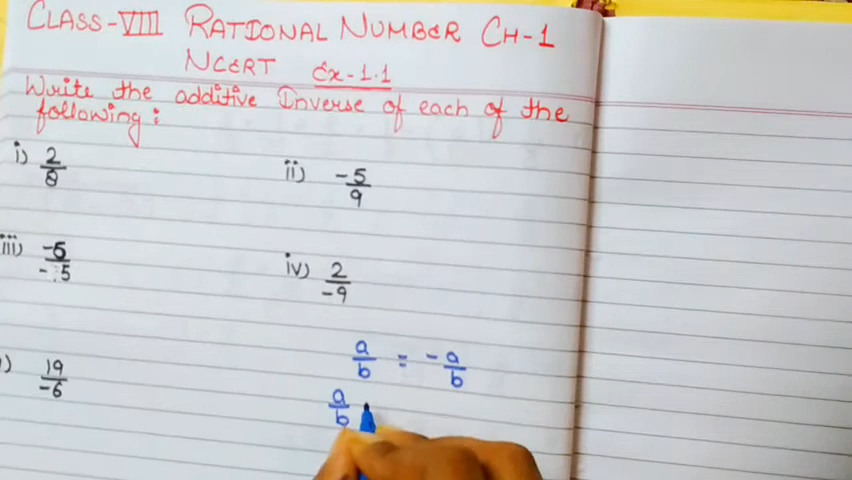 CLASS-VIII RATIONAL NUMBER CH-1
NCERT Ex-1.1
Write the additive Inverse of each of the
following:
i) 2/8
ii) -5/9
iii) -6/-5
iv) 2/-9
) 19/-6
a/b = -a/b
a/b